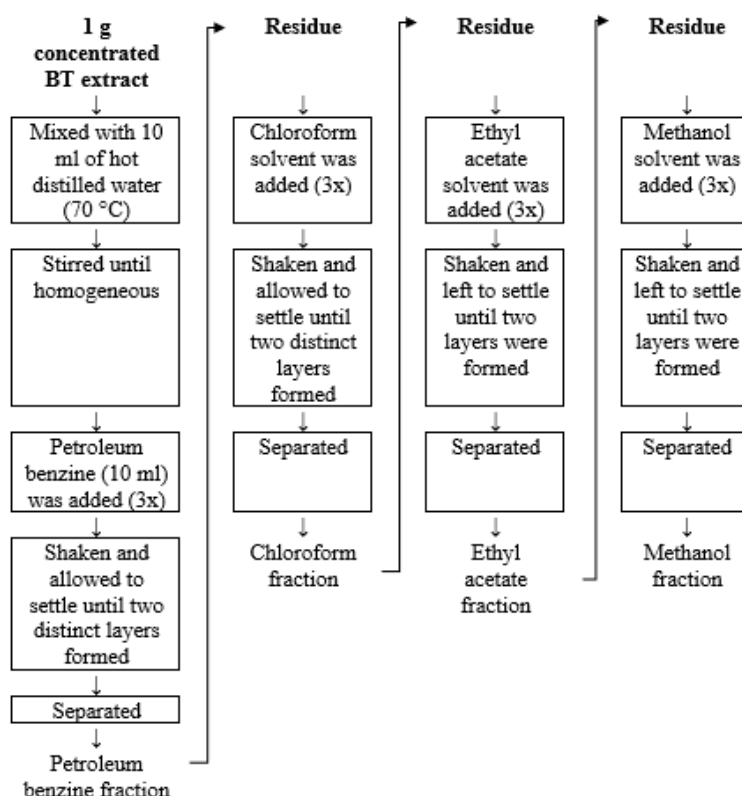 1 g
concentrated
BT extract
↓
Mixed with 10
ml of hot
distilled water
(70 °C)
Stirred until
homogeneous
↓
Petroleum
benzine (10 ml)
was added (3x)
↓
Shaken and
allowed to
settle until two
distinct layers
formed
↓
Separated
↓
Petroleum
benzine fraction
Residue
↓
Chloroform
solvent was
added (3x)
↓
Shaken and
allowed to
settle until
two distinct
layers
formed
↓
Separated
↓
Chloroform
fraction
Residue
↓
Ethyl
acetate
solvent was
added (3x)
↓
Shaken and
left to settle
until two
layers were
formed
↓
Separated
↓
Ethyl
acetate
fraction
Residue
↓
Methanol
solvent was
added (3x)
↓
Shaken and
left to settle
until two
layers were
formed
↓
Separated
↓
Methanol
fraction